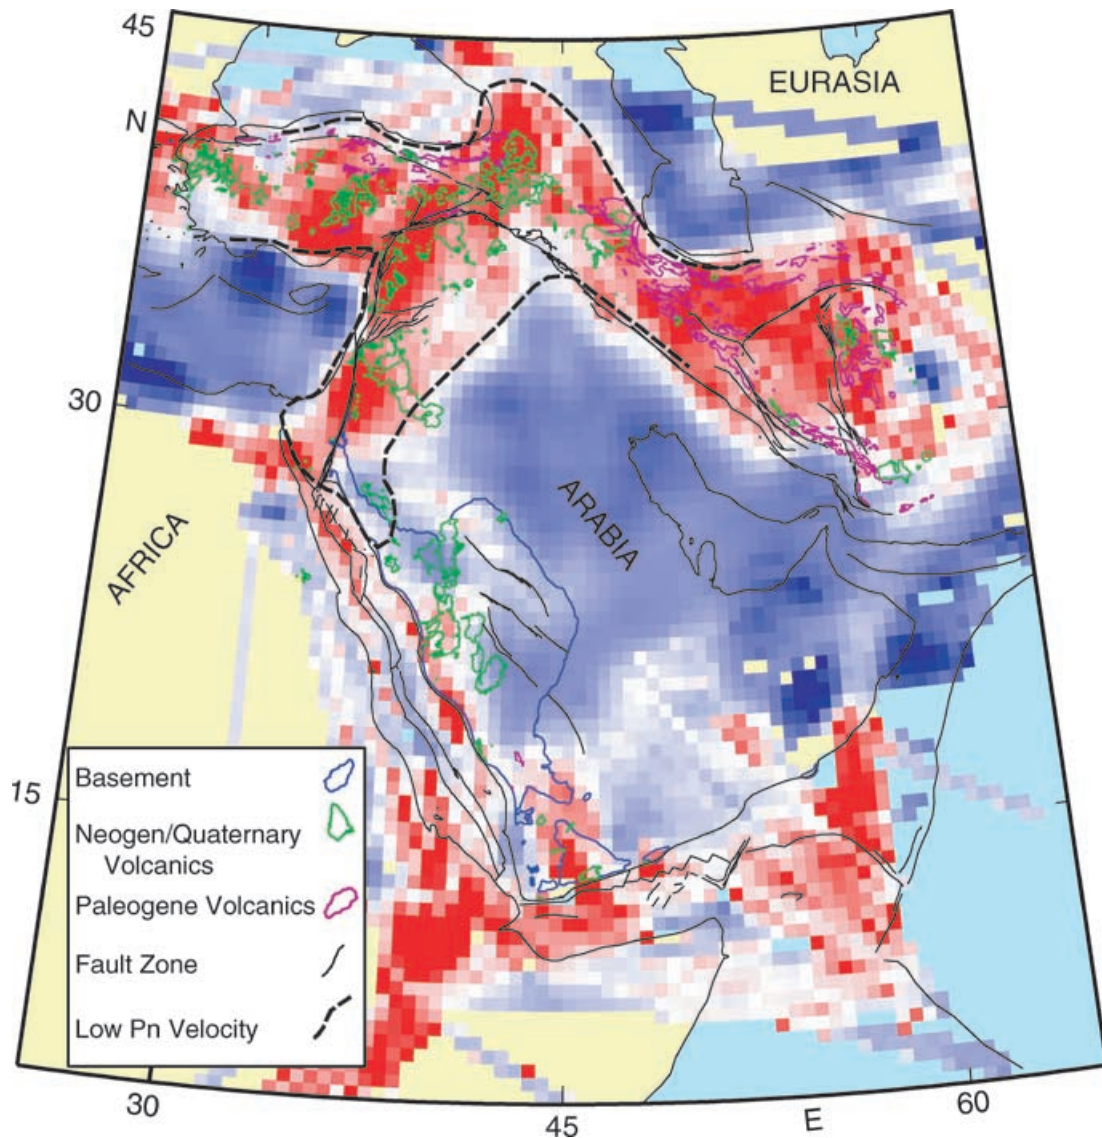 45
N
EURASIA
30
ARABIA
AFRICA
Basement
Neogen/Quaternary
Volcanics
Paleogene Volcanics
Fault Zone
Low Pn Velocity
15
30
45
E
60